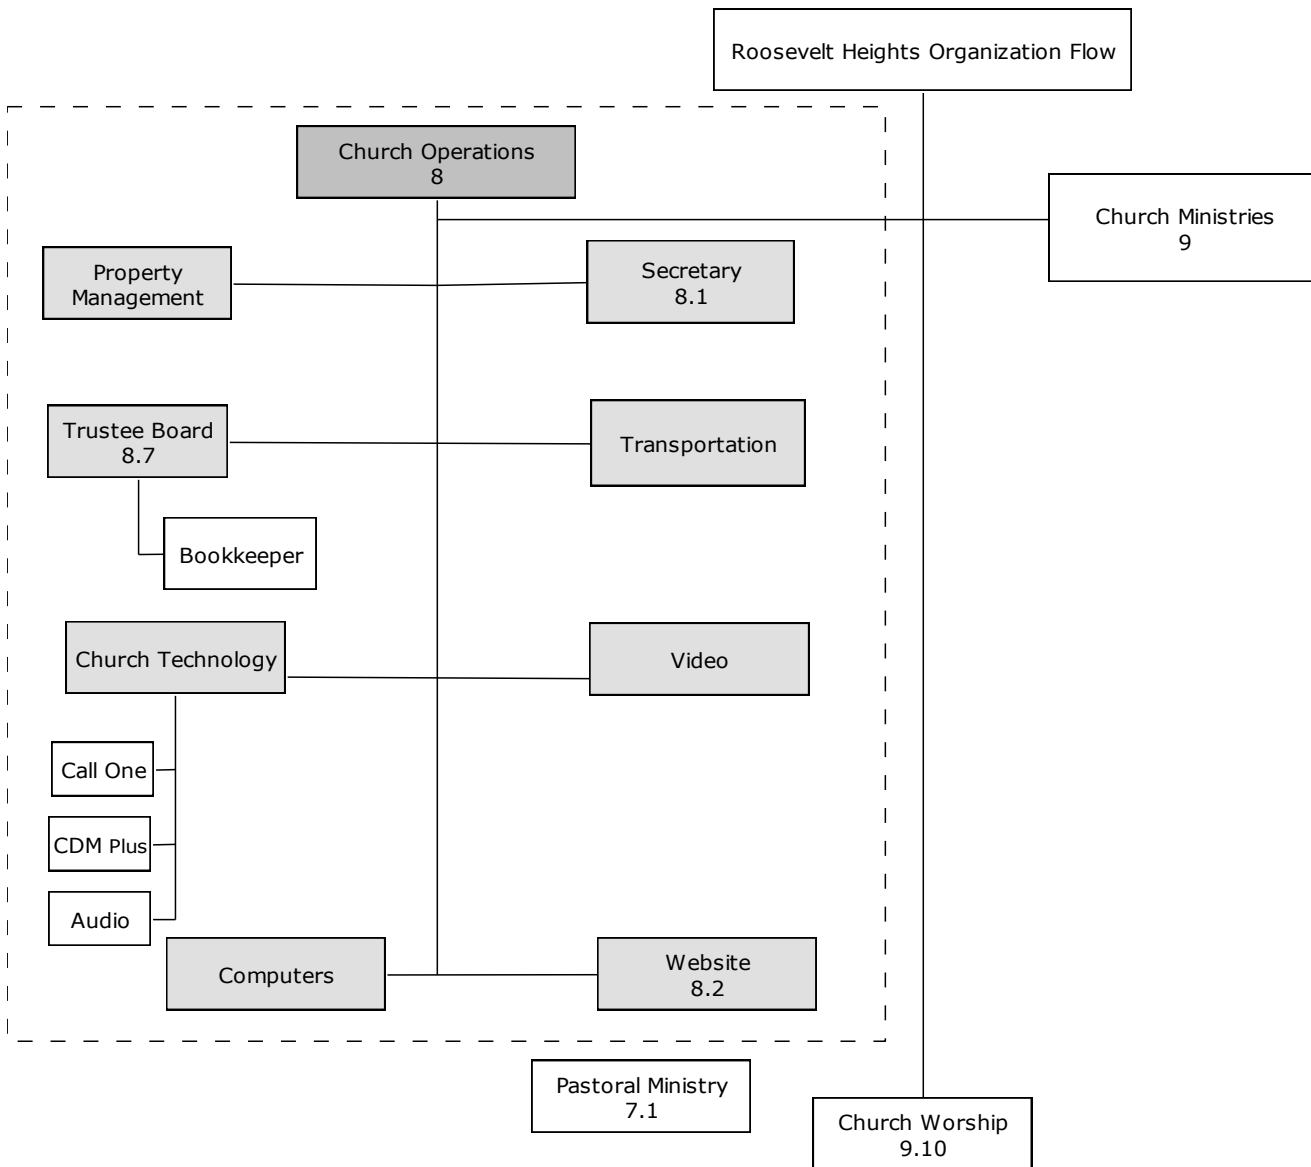 Roosevelt Heights Organization Flow
Church Operations
8
Church Ministries
9
Property
Management
Secretary
8.1
Trustee Board
8.7
Transportation
Bookkeeper
Church Technology
Video
Call One
CDM Plus
Audio
Computers
Website
8.2
Pastoral Ministry
7.1
Church Worship
9.10